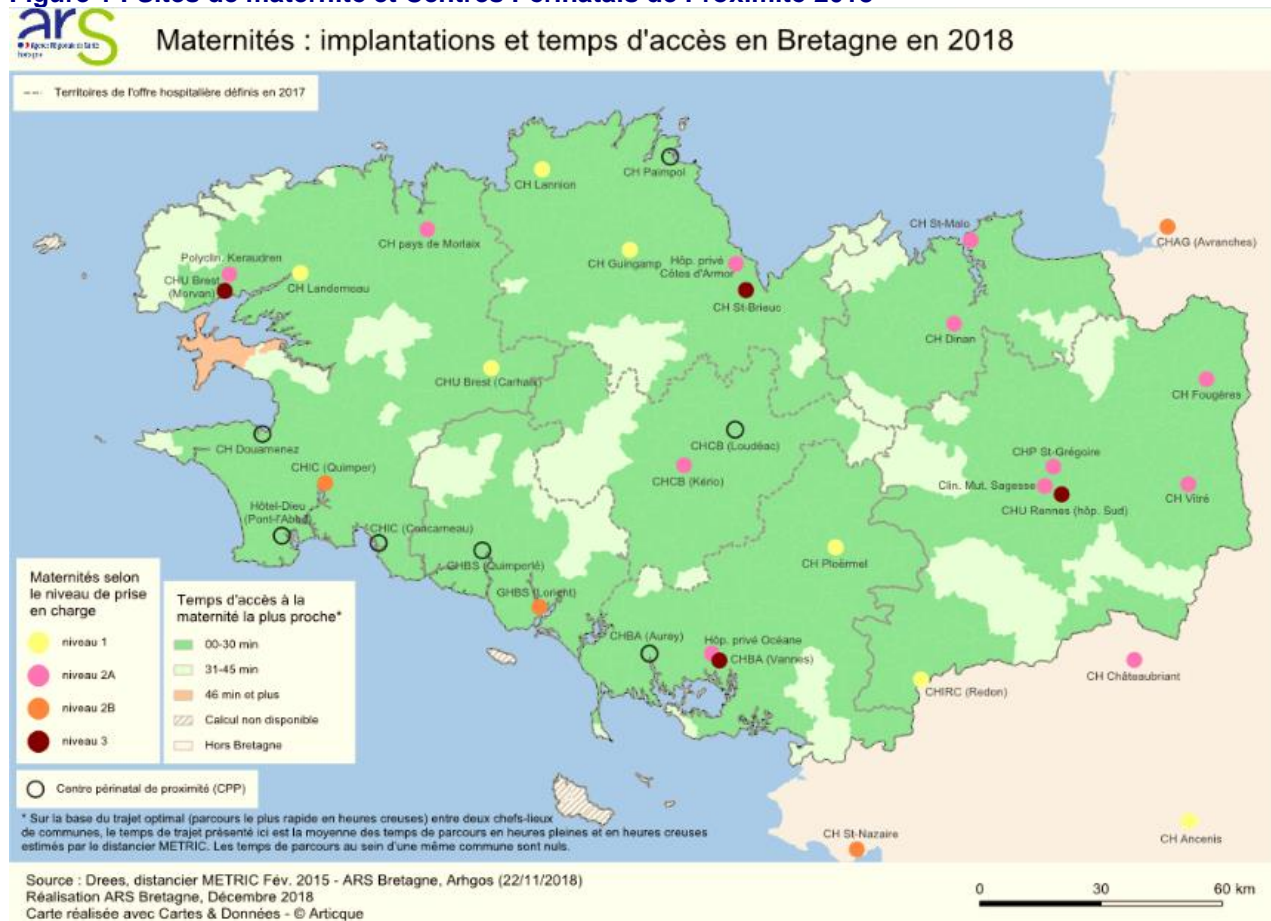 Figure 1 : Sites de maternité et Centres Périnatals de Proximité 2018
ars
Agence Régionale de Santé
Bretagne
Maternités : implantations et temps d'accès en Bretagne en 2018
Territoires de l'offre hospitalière définis en 2017
CH Paimpol
CH Lannion
CH St-Malo
CHAG (Avranches)
CH pays de Morlaix
Polyclin. Keraudren
CH Guingamp
Hôp. privé
Côtes d'Armor
CHU Brest
(Morvan)
CH Landerneau
CH St-Brieuc
CH Dinan
CHU Brest (Carhaix)
CH Fougères
CH Douarnenez
CHCB (Loudéac)
CHIC (Quimper)
CHCB (Kério)
CHP St-Grégoire
Clin. Mut. Sagesse
CH Vitré
CHU Rennes (hôp. Sud)
Hôtel-Dieu
(Pont-l'Abbé)
CHIC (Concarneau)
GHBS (Quimperlé)
CH Ploërmel
GHBS (Lorient)
CHBA (Auray)
Hôp. privé Océane
CHBA (Vannes)
CH Châteaubriant
CHIRC (Redon)
CH St-Nazaire
CH Ancenis
Maternités selon
le niveau de prise
en charge
niveau 1
niveau 2A
niveau 2B
niveau 3
Temps d'accès à la
maternité la plus proche*
00-30 min
31-45 min
46 min et plus
Calcul non disponible
Hors Bretagne
Centre périnatal de proximité (CPP)
* Sur la base du trajet optimal (parcours le plus rapide en heures creuses) entre deux chefs-lieux
de communes, le temps de trajet présenté ici est la moyenne des temps de parcours en heures pleines et en heures creuses
estimés par le distancier METRIC. Les temps de parcours au sein d'une même commune sont nuls.
Source : Drees, distancier METRIC Fév. 2015 - ARS Bretagne, Arhgos (22/11/2018)
Réalisation ARS Bretagne, Décembre 2018
Carte réalisée avec Cartes & Données - © Articque
0 30 60 km